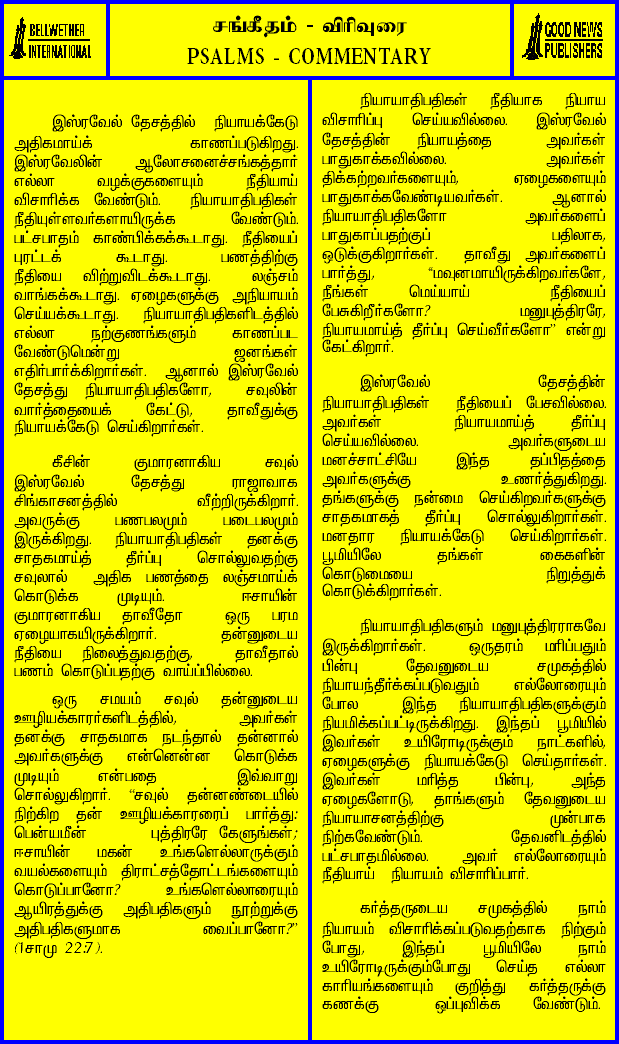 BELLWETHER
INTERNATIONAL
சங்கீதம் - விரிவுரை
PSALMS - COMMENTARY
GOOD NEWS
PUBLISHERS
இஸ்ரவேல் தேசத்தில் நியாயக்கேடு
அதிகமாய்க் காணப்படுகிறது.
இஸ்ரவேலின் ஆலோசனைச்சங்கத்தார்
எல்லா வழக்குகளையும் நீதியாய்
விசாரிக்க வேண்டும். நியாயாதிபதிகள்
நீதியுள்ளவர்களாயிருக்க வேண்டும்.
பட்சபாதம் காண்பிக்கக்கூடாது. நீதியைப்
புரட்டக் கூடாது. பணத்திற்கு
நீதியை விற்றுவிடக்கூடாது. லஞ்சம்
வாங்கக்கூடாது. ஏழைகளுக்கு அநியாயம்
செய்யக்கூடாது. நியாயாதிபதிகளிடத்தில்
எல்லா நற்குணங்களும் காணப்பட
வேண்டுமென்று ஜனங்கள்
எதிர்பார்க்கிறார்கள். ஆனால் இஸ்ரவேல்
தேசத்து நியாயாதிபதிகளோ, சவுலின்
வார்த்தையைக் கேட்டு, தாவீதுக்கு
நியாயக்கேடு செய்கிறார்கள்.
கீசின் குமாரனாகிய சவுல்
இஸ்ரவேல் தேசத்து ராஜாவாக
சிங்காசனத்தில் வீற்றிருக்கிறார்.
அவருக்கு பணபலமும் படைபலமும்
இருக்கிறது. நியாயாதிபதிகள் தனக்கு
சாதகமாய்த் தீர்ப்பு சொல்லுவதற்கு
சவுலால் அதிக பணத்தை லஞ்சமாய்க்
கொடுக்க முடியும். ஈசாயின்
குமாரனாகிய தாவீதோ ஒரு பரம
ஏழையாகயிருக்கிறார். தன்னுடைய
நீதியை நிலைத்துவதற்கு, தாவீதால்
பணம் கொடுப்பதற்கு வாய்ப்பில்லை.
ஒரு சமயம் சவுல் தன்னுடைய
ஊழியக்காரர்களிடத்தில், அவர்கள்
தனக்கு சாதகமாக நடந்தால் தன்னால்
அவர்களுக்கு என்னென்ன கொடுக்க
முடியும் என்பதை இவ்வாறு
சொல்லுகிறார். “சவுல் தன்னண்டையில்
நிற்கிற தன் ஊழியக்காரரைப் பார்த்து:
பென்யமீன் புத்திரரே கேளுங்கள்;
ஈசாயின் மகன் உங்களெல்லாருக்கும்
வயல்களையும் திராட்சத்தோட்டங்களையும்
கொடுப்பானோ? உங்களெல்லாரையும்
ஆயிரத்துக்கு அதிபதிகளும் நூற்றுக்கு
அதிபதிகளுமாக வைப்பானோ?”
(1சாமு 22:7).
நியாயாதிபதிகள் நீதியாக நியாய
விசாரிப்பு செய்யவில்லை. இஸ்ரவேல்
தேசத்தின் நியாயத்தை அவர்கள்
பாதுகாக்கவில்லை. அவர்கள்
திக்கற்றவர்களையும், ஏழைகளையும்
பாதுகாக்கவேண்டியவர்கள். ஆனால்
நியாயாதிபதிகளோ அவர்களைப்
பாதுகாப்பதற்குப் பதிலாக,
ஒடுக்குகிறார்கள். தாவீது அவர்களைப்
பார்த்து, “மவுனமாயிருக்கிறவர்களே,
நீங்கள் மெய்யாய் நீதியைப்
பேசுகிறீர்களோ? மனுபுத்திரரே,
நியாயமாய்த் தீர்ப்பு செய்வீர்களோ” என்று
கேட்கிறார்.
இஸ்ரவேல் தேசத்தின்
நியாயாதிபதிகள் நீதியைப் பேசவில்லை.
அவர்கள் நியாயமாய்த் தீர்ப்பு
செய்யவில்லை. அவர்களுடைய
மனச்சாட்சியே இந்த தப்பிதத்தை
அவர்களுக்கு உணர்த்துகிறது.
தங்களுக்கு நன்மை செய்கிறவர்களுக்கு
சாதகமாகத் தீர்ப்பு சொல்லுகிறார்கள்.
மனதார நியாயக்கேடு செய்கிறார்கள்.
பூமியிலே தங்கள் கைகளின்
கொடுமையை நிறுத்துக்
கொடுக்கிறார்கள்.
நியாயாதிபதிகளும் மனுபுத்திரராகவே
இருக்கிறார்கள். ஒருதரம் மரிப்பதும்
பின்பு தேவனுடைய சமுகத்தில்
நியாயந்தீர்க்கப்படுவதும் எல்லோரையும்
போல இந்த நியாயாதிபதிகளுக்கும்
நியமிக்கப்பட்டிருக்கிறது. இந்தப் பூமியில்
இவர்கள் உயிரோடிருக்கும் நாட்களில்,
ஏழைகளுக்கு நியாயக்கேடு செய்தார்கள்.
இவர்கள் மரித்த பின்பு, அந்த
ஏழைகளோடு, தாங்களும் தேவனுடைய
நியாயாசனத்திற்கு முன்பாக
நிற்கவேண்டும். தேவனிடத்தில்
பட்சபாதமில்லை. அவர் எல்லோரையும்
நீதியாய் நியாயம் விசாரிப்பார்.
கர்த்தருடைய சமுகத்தில் நாம்
நியாயம் விசாரிக்கப்படுவதற்காக நிற்கும்
போது, இந்தப் பூமியிலே நாம்
உயிரோடிருக்கும்போது செய்த எல்லா
காரியங்களையும் குறித்து கர்த்தருக்கு
கணக்கு ஒப்புவிக்க வேண்டும்.